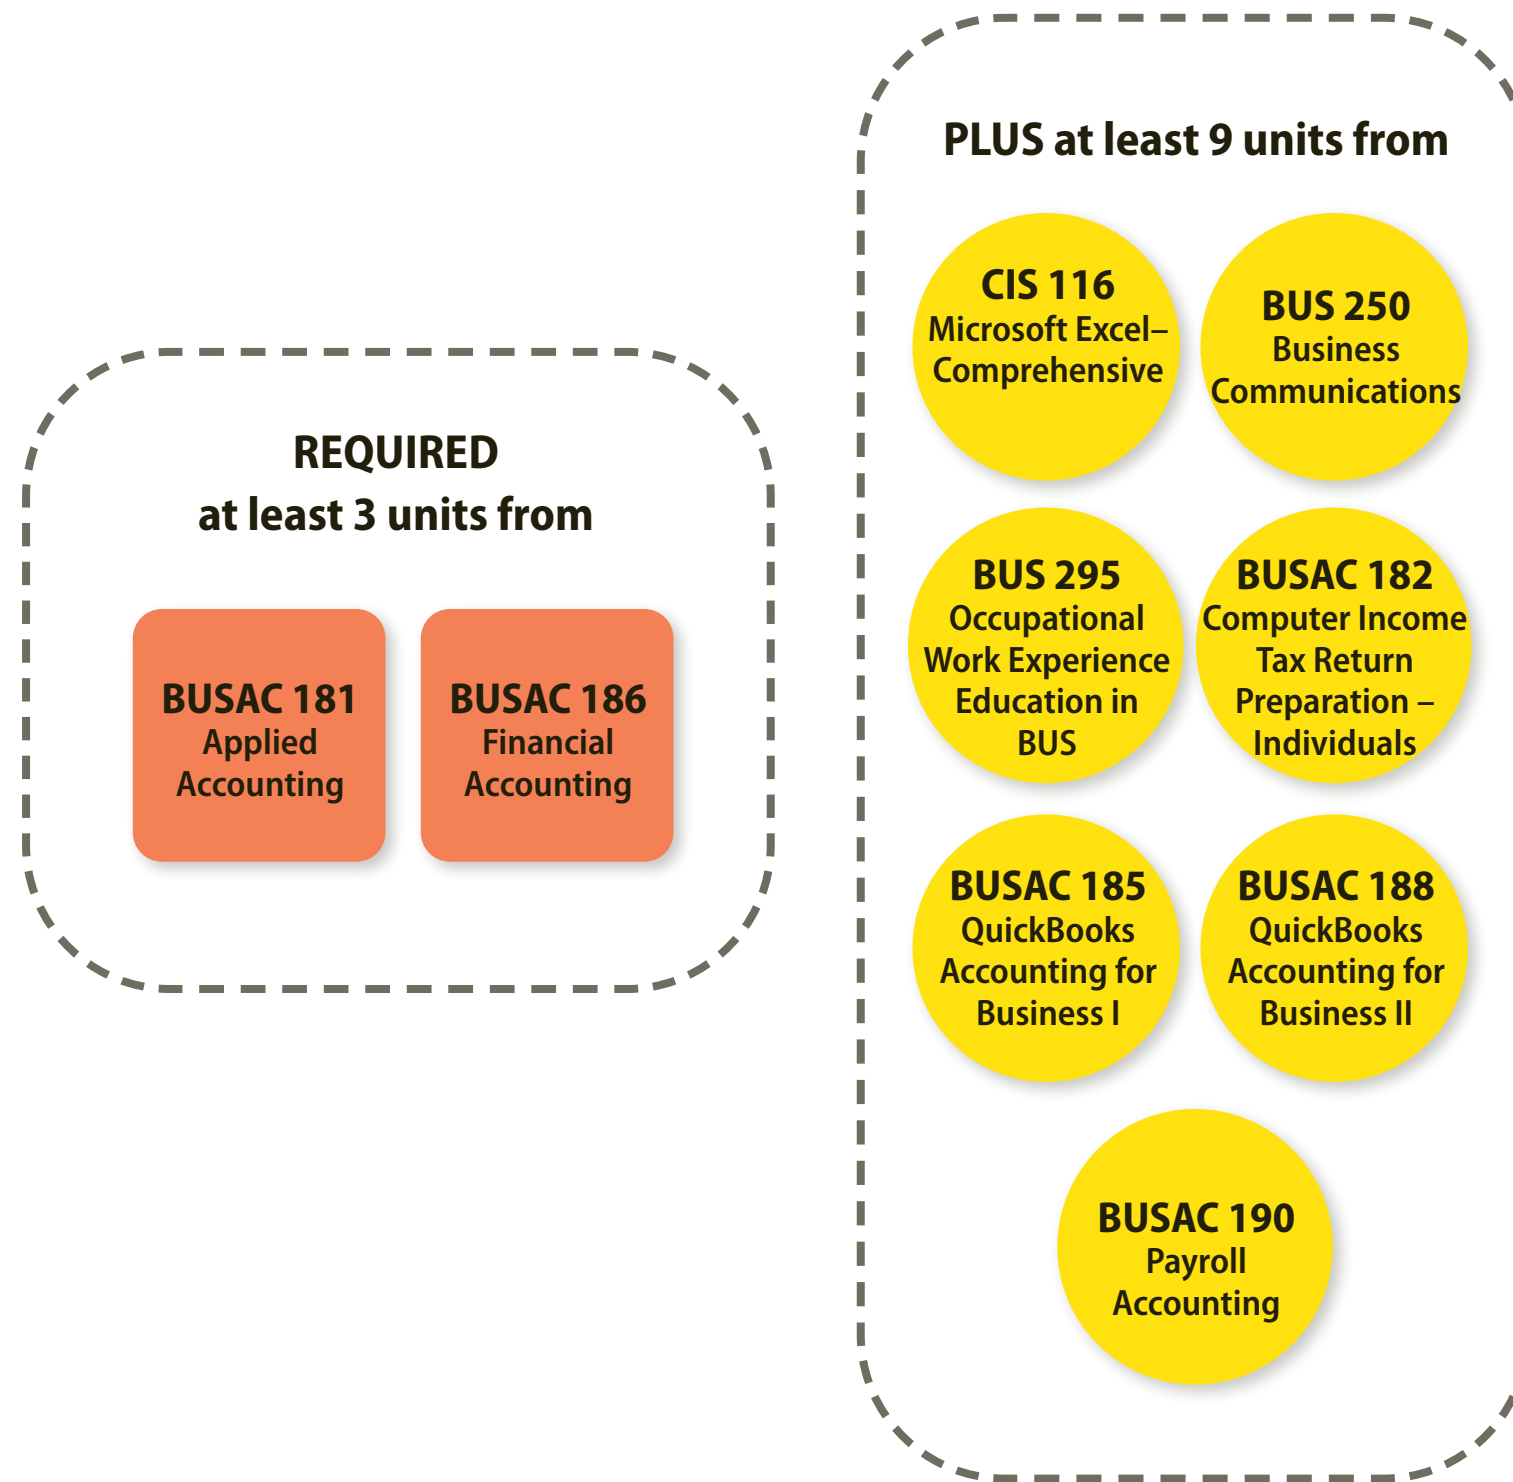 REQUIRED
at least 3 units from
BUSAC 181
Applied
Accounting
BUSAC 186
Financial
Accounting
PLUS at least 9 units from
CIS 116
Microsoft Excel–
Comprehensive
BUS 250
Business
Communications
BUS 295
Occupational
Work Experience
Education in
BUS
BUSAC 182
Computer Income
Tax Return
Preparation –
Individuals
BUSAC 185
QuickBooks
Accounting for
Business I
BUSAC 188
QuickBooks
Accounting for
Business II
BUSAC 190
Payroll
Accounting